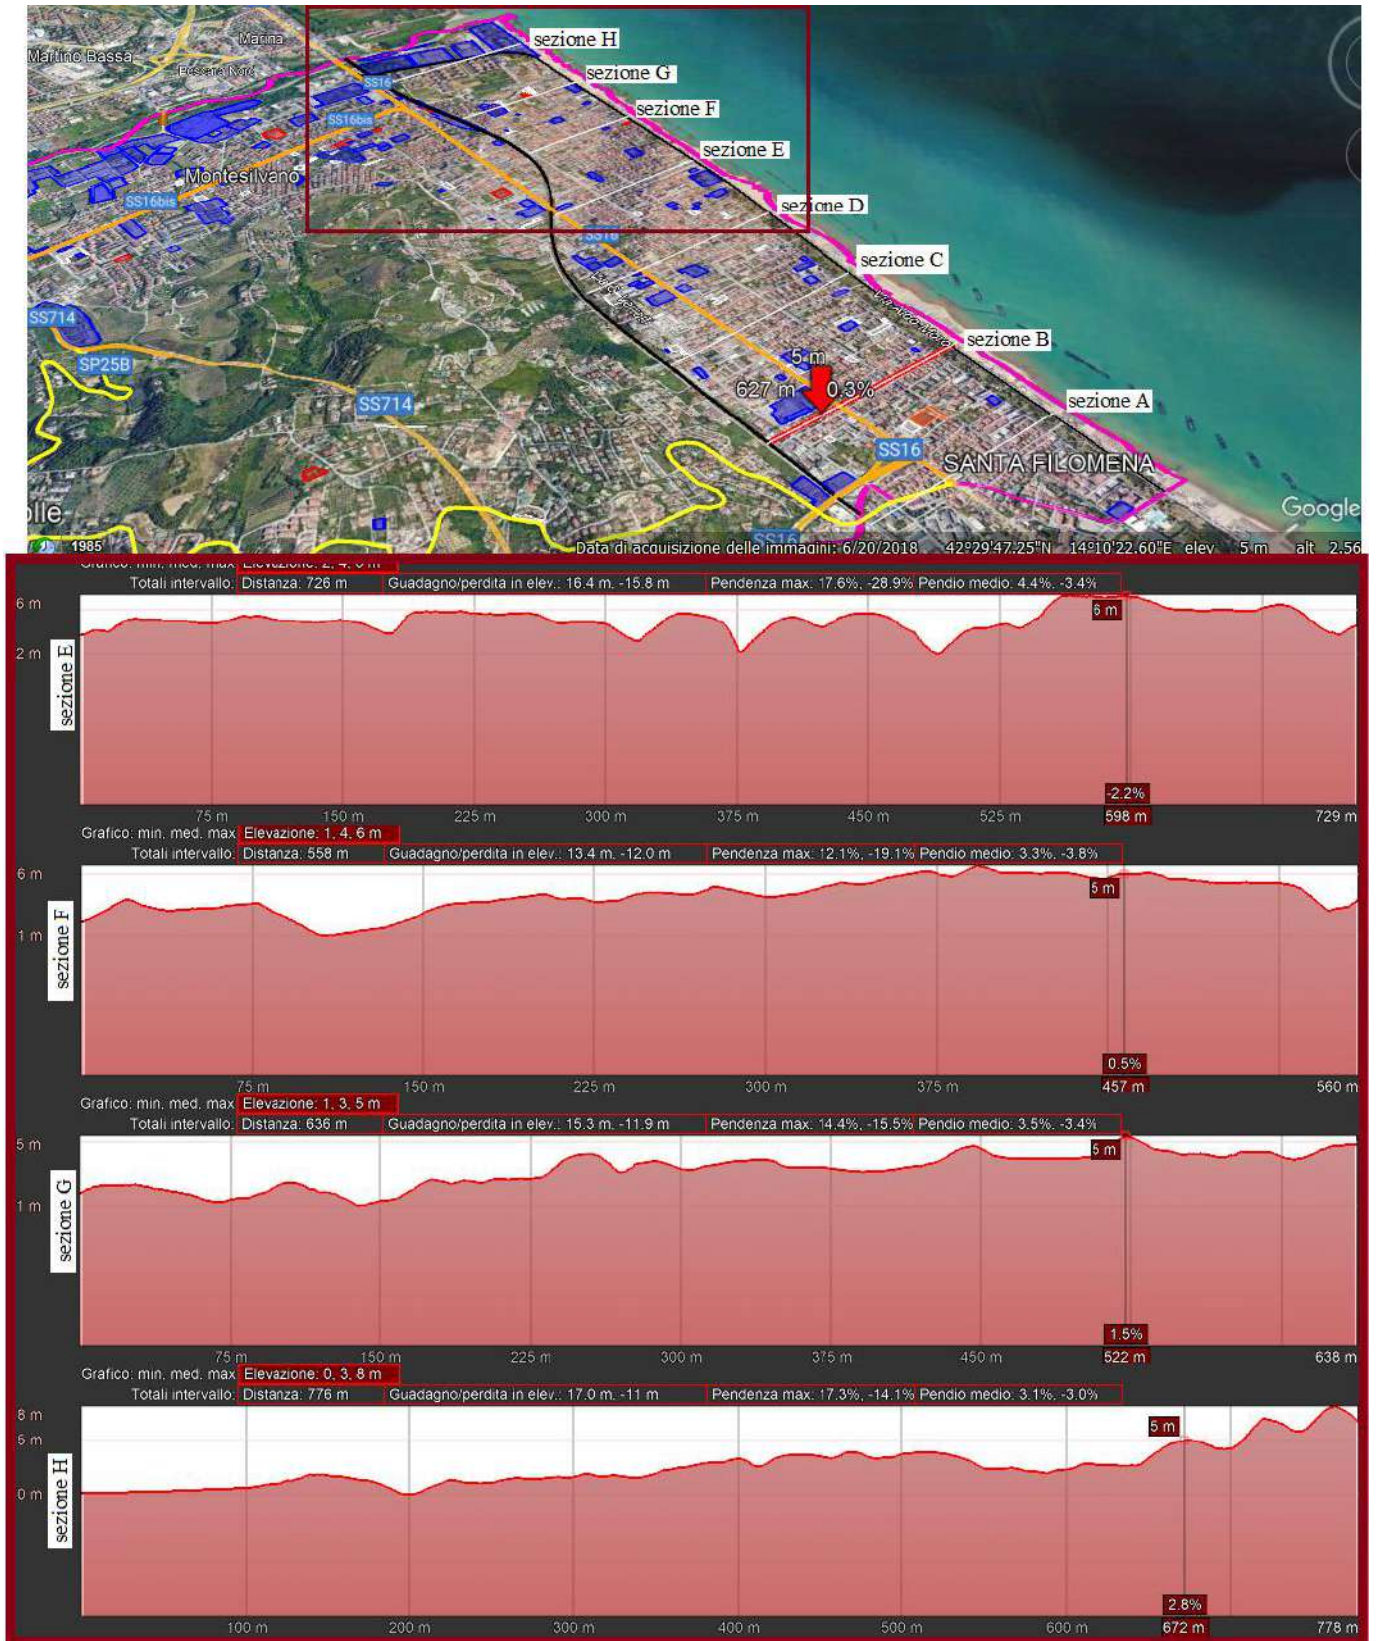 Marina
sezione H
Martino Bassa
Pescara Nord
sezione G
SS16
sezione F
SS16bis
sezione E
Montesilvano
SS16bis
sezione D
SS16
sezione C
SS714
sezione B
5 m
SP25B
627 m 0,3%
SS714
sezione A
SS16
SANTA FILOMENA
olle
Google
SS16
1985
Data di acquisizione delle immagini: 6/20/2018 42°29'47.25"N 14°10'22.60"E elev 5 m alt 2.56
Totali intervallo: Distanza: 726 m Guadagno/perdita in elev.: 16.4 m, -15.8 m Pendenza max: 17.6%, -28.9% Pendio medio: 4.4%, -3.4%
6 m
6 m
2 m
sezione E
-2.2%
75 m 150 m 225 m 300 m 375 m 450 m 525 m 598 m 729 m
Grafico: min, med, max Elevazione: 1, 4, 6 m
Totali intervallo: Distanza: 558 m Guadagno/perdita in elev.: 13.4 m, -12.0 m Pendenza max: 12.1%, -19.1% Pendio medio: 3.3%, -3.8%
6 m
5 m
1 m
sezione F
0.5%
75 m 150 m 225 m 300 m 375 m 457 m 560 m
Grafico: min, med, max Elevazione: 1, 3, 5 m
Totali intervallo: Distanza: 636 m Guadagno/perdita in elev.: 15.3 m, -11.9 m Pendenza max: 14.4%, -15.5% Pendio medio: 3.5%, -3.4%
5 m
5 m
1 m
sezione G
1.5%
75 m 150 m 225 m 300 m 375 m 450 m 522 m 638 m
Grafico: min, med, max Elevazione: 0, 3, 8 m
Totali intervallo: Distanza: 776 m Guadagno/perdita in elev.: 17.0 m, -11 m Pendenza max: 17.3%, -14.1% Pendio medio: 3.1%, -3.0%
8 m
5 m
5 m
0 m
sezione H
2.8%
100 m 200 m 300 m 400 m 500 m 600 m 672 m 778 m